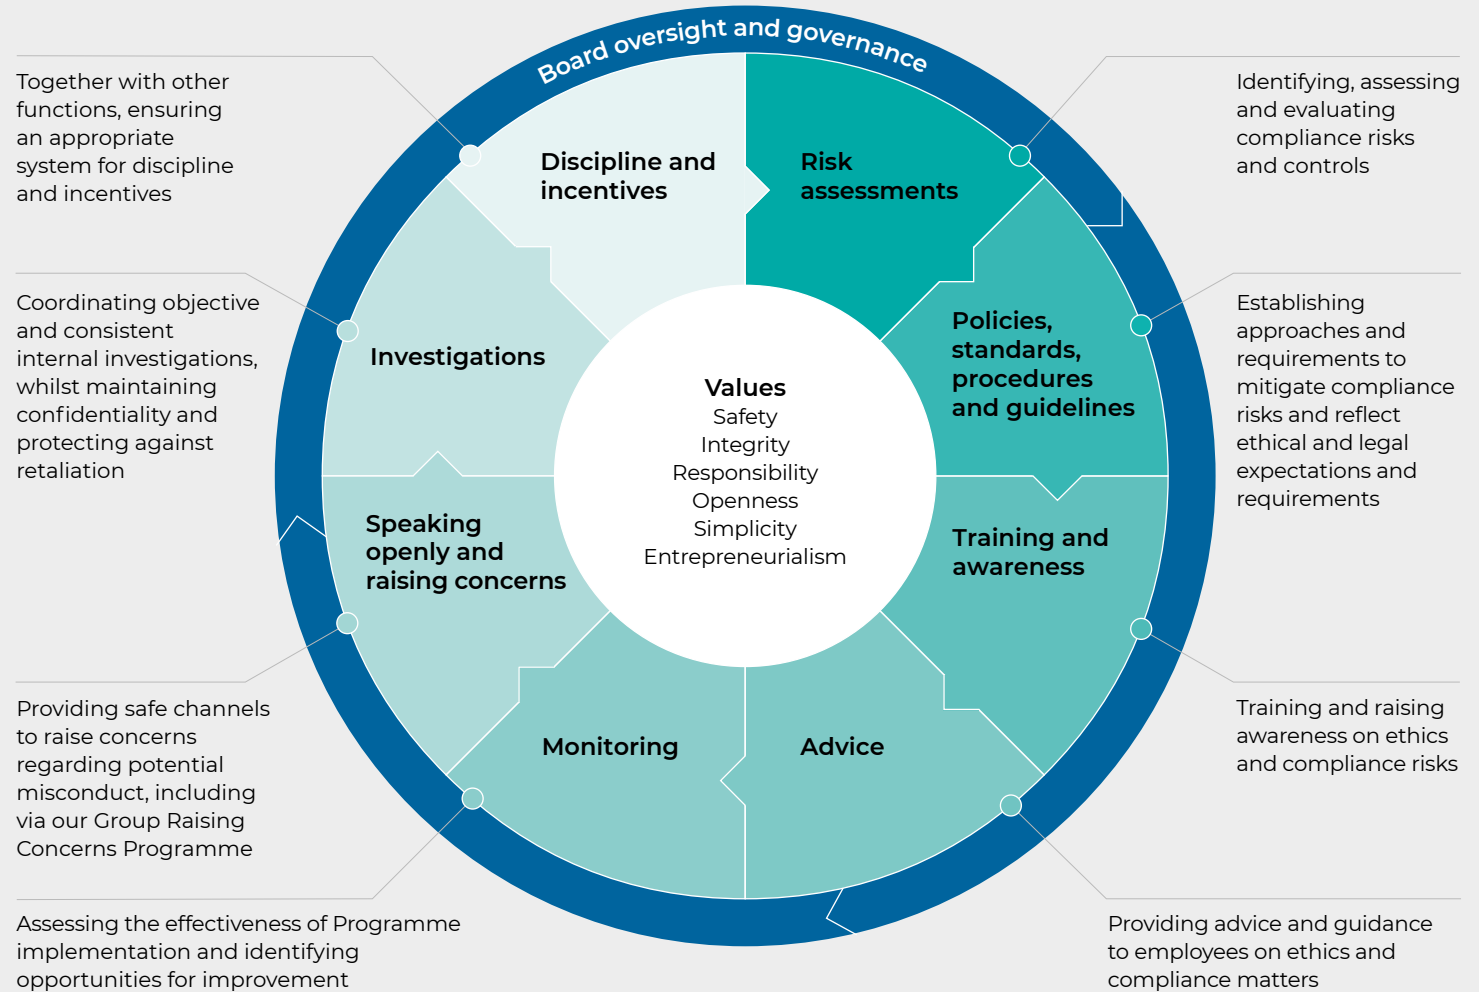 Board oversight and governance
Together with other
functions, ensuring
an appropriate
system for discipline
and incentives
Discipline and
incentives
Risk
assessments
Identifying, assessing
and evaluating
compliance risks
and controls
Coordinating objective
and consistent
internal investigations,
whilst maintaining
confidentiality and
protecting against
retaliation
Investigations
Policies,
standards,
procedures
and guidelines
Establishing
approaches and
requirements to
mitigate compliance
risks and reflect
ethical and legal
expectations and
requirements
Values
Safety
Integrity
Responsibility
Openness
Simplicity
Entrepreneurialism
Speaking
openly and
raising concerns
Training and
awareness
Providing safe channels
to raise concerns
regarding potential
misconduct, including
via our Group Raising
Concerns Programme
Monitoring
Advice
Training and raising
awareness on ethics
and compliance risks
Assessing the effectiveness of Programme
implementation and identifying
opportunities for improvement
Providing advice and guidance
to employees on ethics and
compliance matters